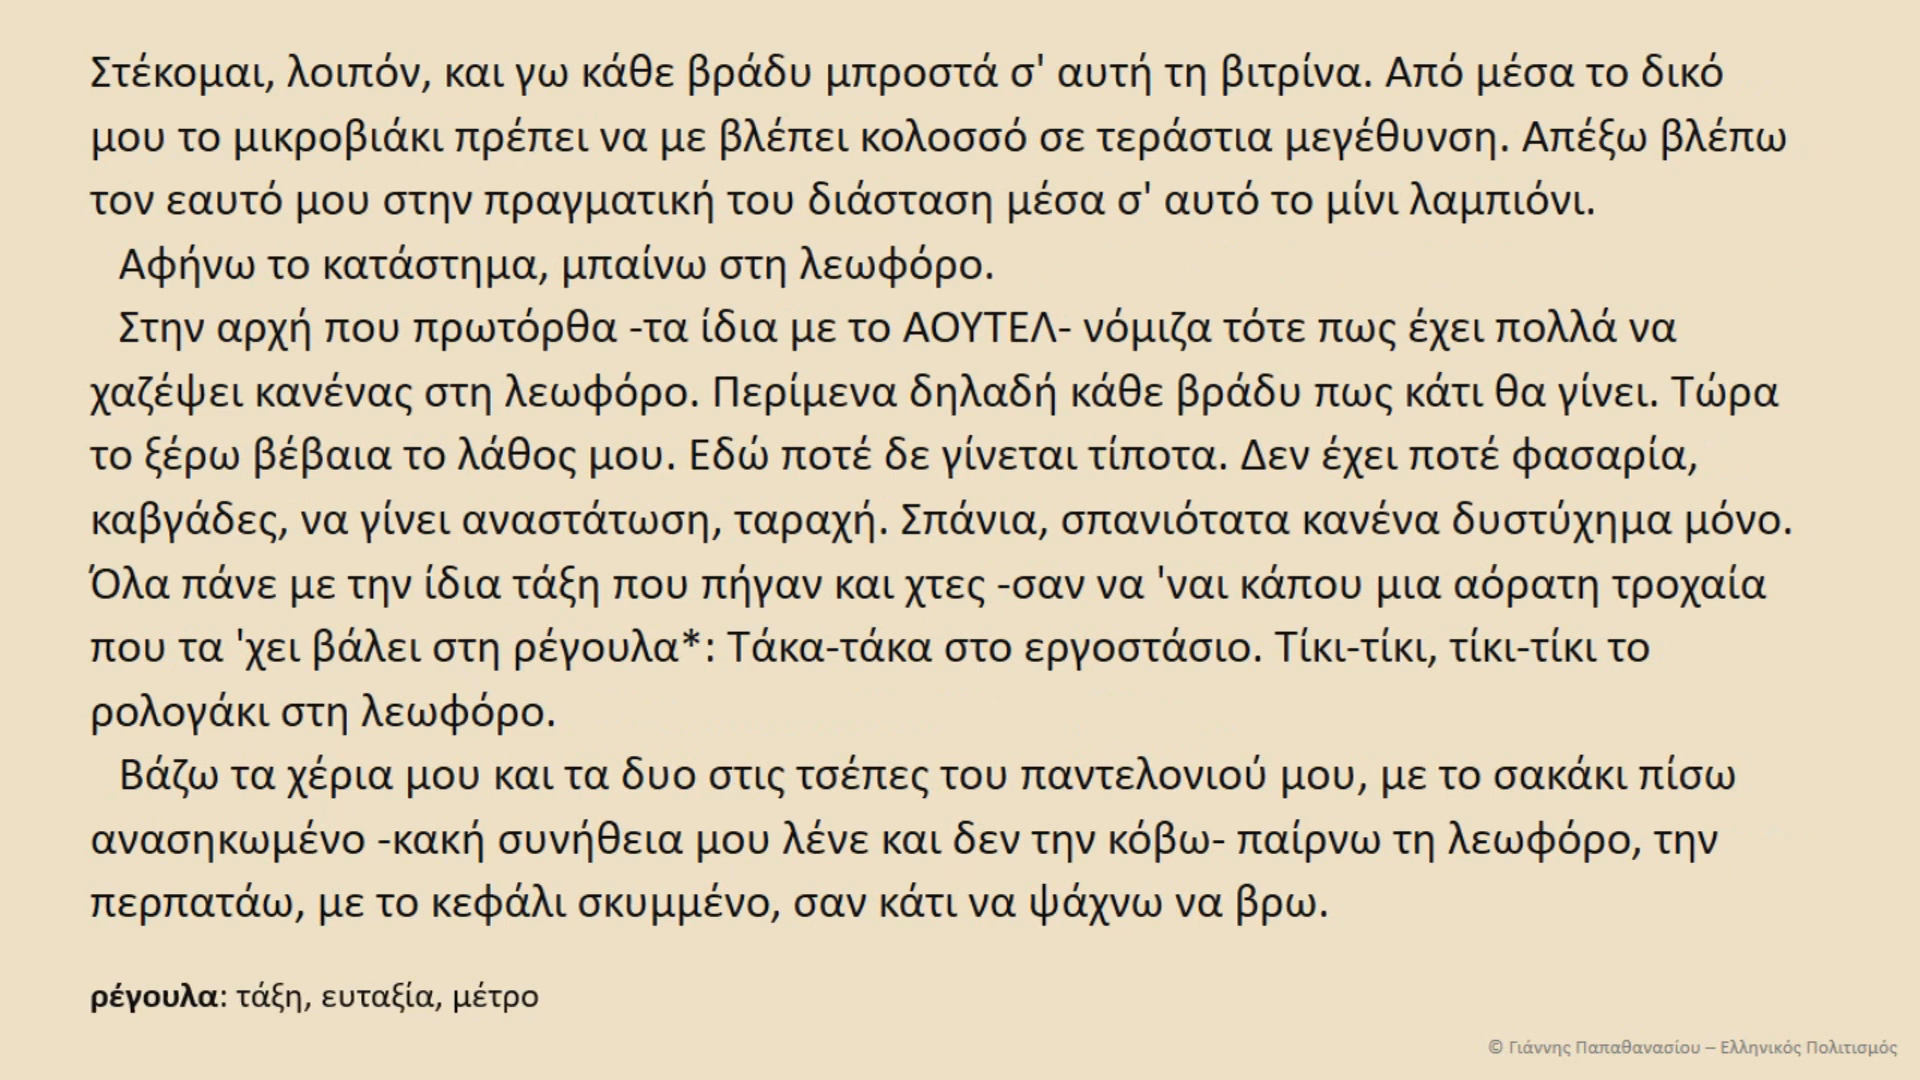 Στέκομαι, λοιπόν, και γω κάθε βράδυ μπροστά σ' αυτή τη βιτρίνα. Από μέσα το δικό
μου το μικροβιάκι πρέπει να με βλέπει κολοσσό σε τεράστια μεγέθυνση. Απέξω βλέπω
τον εαυτό μου στην πραγματική του διάσταση μέσα σ' αυτό το μίνι λαμπιόνι.
Αφήνω το κατάστημα, μπαίνω στη λεωφόρο.
Στην αρχή που πρωτόρθα -τα ίδια με το ΑΟΥΤΕΛ- νόμιζα τότε πως έχει πολλά να
χαζέψει κανένας στη λεωφόρο. Περίμενα δηλαδή κάθε βράδυ πως κάτι θα γίνει. Τώρα
το ξέρω βέβαια το λάθος μου. Εδώ ποτέ δε γίνεται τίποτα. Δεν έχει ποτέ φασαρία,
καβγάδες, να γίνει αναστάτωση, ταραχή. Σπάνια, σπανιότατα κανένα δυστύχημα μόνο.
Όλα πάνε με την ίδια τάξη που πήγαν και χτες -σαν να 'ναι κάπου μια αόρατη τροχαία
που τα 'χει βάλει στη ρέγουλα*: Τάκα-τάκα στο εργοστάσιο. Τίκι-τίκι, τίκι-τίκι το
ρολογάκι στη λεωφόρο.
Βάζω τα χέρια μου και τα δυο στις τσέπες του παντελονιού μου, με το σακάκι πίσω
ανασηκωμένο -κακή συνήθεια μου λένε και δεν την κόβω- παίρνω τη λεωφόρο, την
περπατάω, με το κεφάλι σκυμμένο, σαν κάτι να ψάχνω να βρω.
ρέγουλα: τάξη, ευταξία, μέτρο
© Γιάννης Παπαθανασίου – Ελληνικός Πολιτισμός